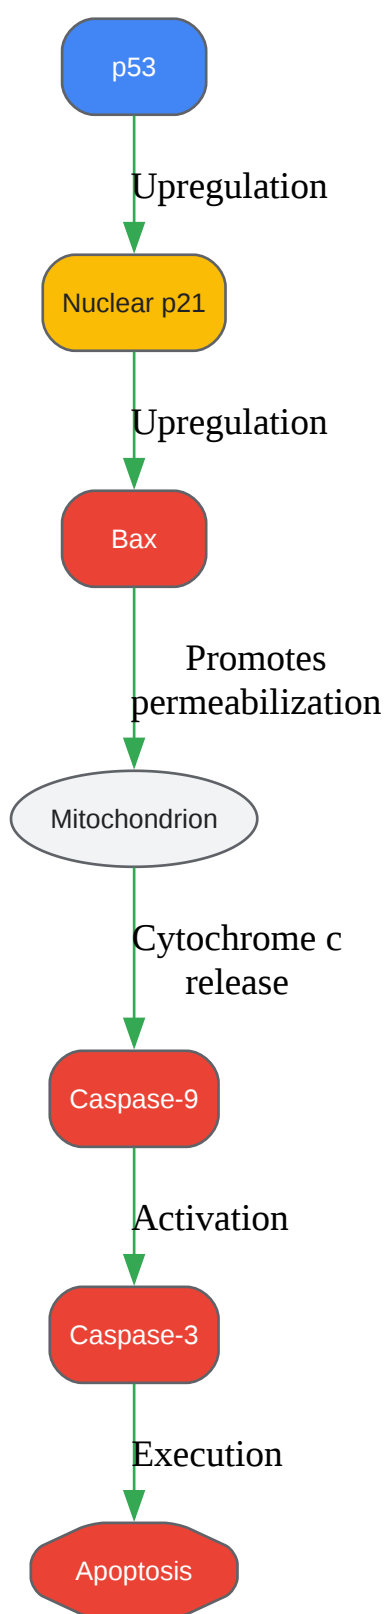 p53
Upregulation
Nuclear p21
Upregulation
Bax
Promotes
permeabilization
Mitochondrion
Cytochrome c
release
Caspase-9
Activation
Caspase-3
Execution
Apoptosis